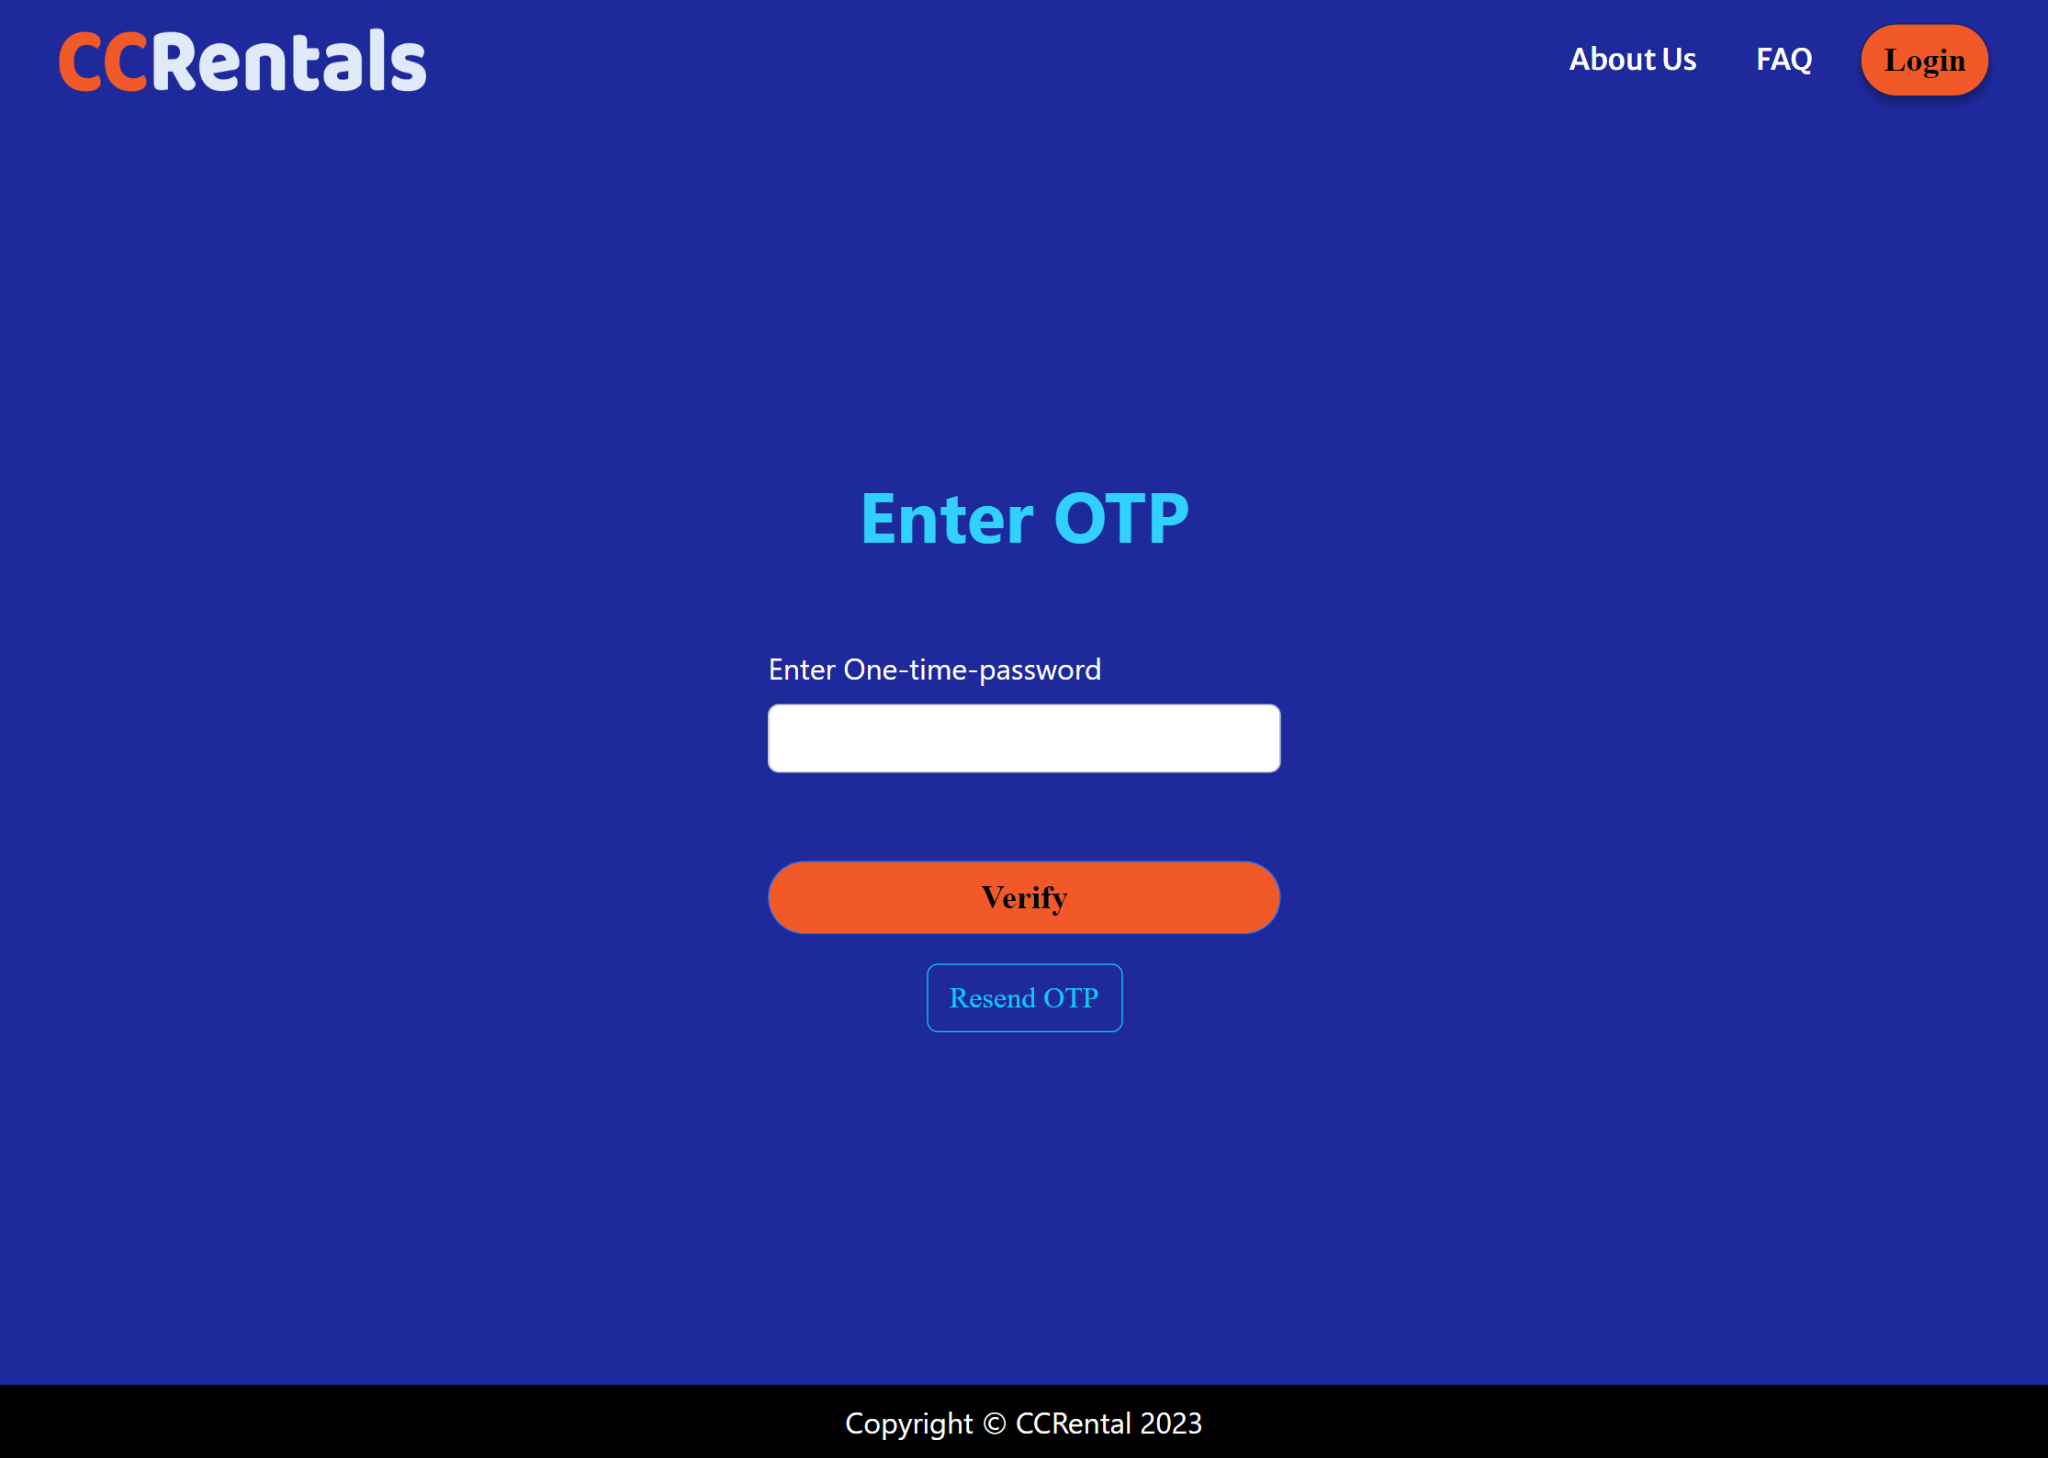 CCRentals
About Us
FAQ
Login
Enter OTP
Enter One-time-password
Verify
Resend OTP
Copyright © CCRental 2023